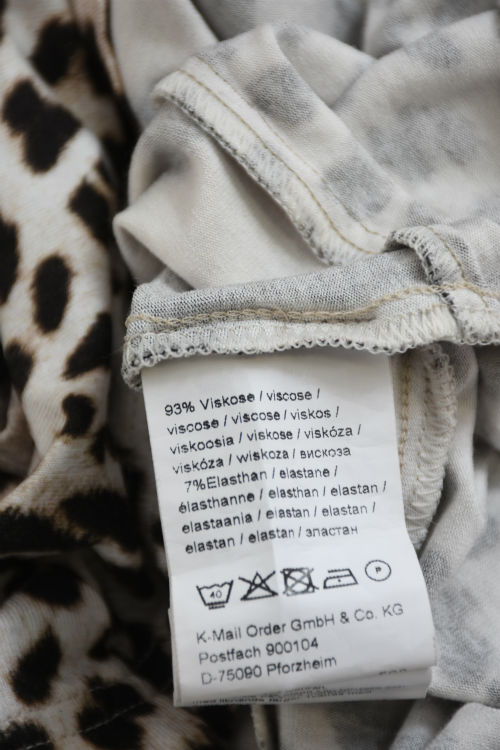 93% Viskose / viscose /
viscose / viscose / viskos /
viskoosia / viskose / viskóza /
viskóza / wiskoza / вискоза
7%Elasthan / elastane /
élasthanne / elasthan / elastan /
elastaania / elastan / elastan /
elastan / elastan / эластан
40
P
K-Mail Order GmbH & Co. KG
Postfach 900104
D-75090 Pforzheim